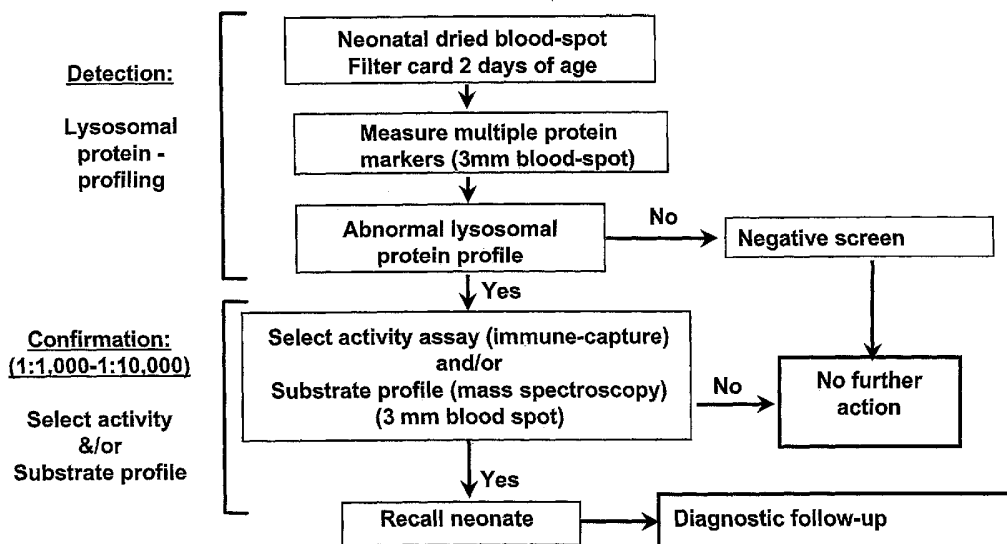 Detection:
Lysosomal
protein -
profiling
Neonatal dried blood-spot
Filter card 2 days of age
Measure multiple protein
markers (3mm blood-spot)
Abnormal lysosomal
protein profile
No
Negative screen
Yes
Confirmation:
(1:1,000-1:10,000)
Select activity
&/or
Substrate profile
Select activity assay (immune-capture)
and/or
Substrate profile (mass spectroscopy)
(3 mm blood spot)
No
No further
action
Yes
Recall neonate
Diagnostic follow-up